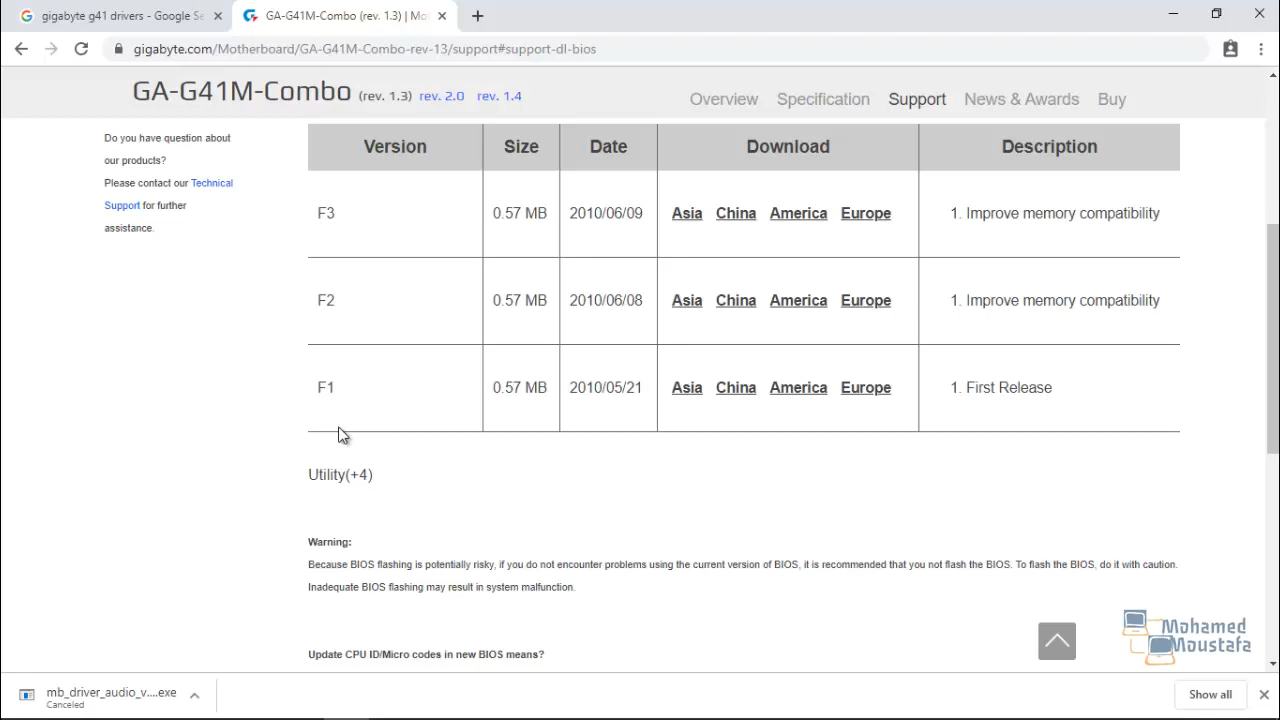 gigabyte g41 drivers - Google Se
GA-G41M-Combo (rev. 1.3) | Mo
gigabyte.com/Motherboard/GA-G41M-Combo-rev-13/support#support-dl-bios
GA-G41M-Combo (rev. 1.3) rev. 2.0 rev. 1.4
Overview Specification Support News & Awards Buy
Do you have question about
our products?
Please contact our Technical
Support for further
assistance.
Version Size Date Download Description
F3 0.57 MB 2010/06/09 Asia China America Europe 1. Improve memory compatibility
F2 0.57 MB 2010/06/08 Asia China America Europe 1. Improve memory compatibility
F1 0.57 MB 2010/05/21 Asia China America Europe 1. First Release
Utility(+4)
Warning:
Because BIOS flashing is potentially risky, if you do not encounter problems using the current version of BIOS, it is recommended that you not flash the BIOS. To flash the BIOS, do it with caution.
Inadequate BIOS flashing may result in system malfunction.
Update CPU ID/Micro codes in new BIOS means?
Mohamed
Moustafa
mb_driver_audio_v....exe
Canceled
Show all